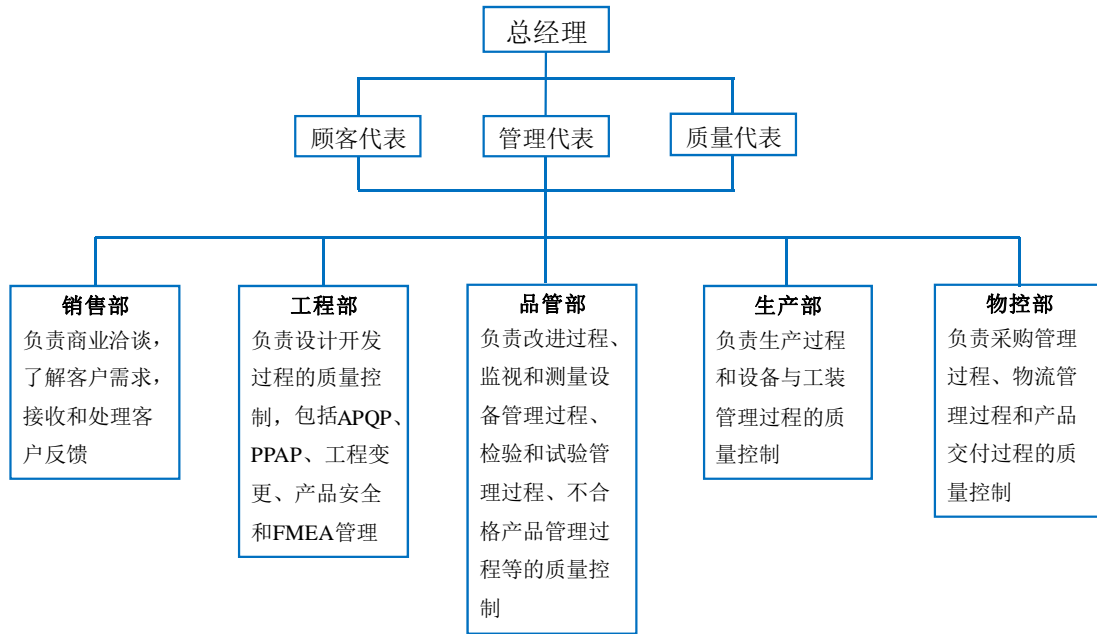 总经理
顾客代表
管理代表
质量代表
销售部
负责商业洽谈，
了解客户需求，
接收和处理客
户反馈
工程部
负责设计开发
过程的质量控
制，包括APQP、
PPAP、工程变
更、产品安全
和FMEA管理
品管部
负责改进过程、
监视和测量设
备管理过程、
检验和试验管
理过程、不合
格产品管理过
程等的质量控
制
生产部
负责生产过程
和设备与工装
管理过程的质
量控制
物控部
负责采购管理
过程、物流管
理过程和产品
交付过程的质
量控制